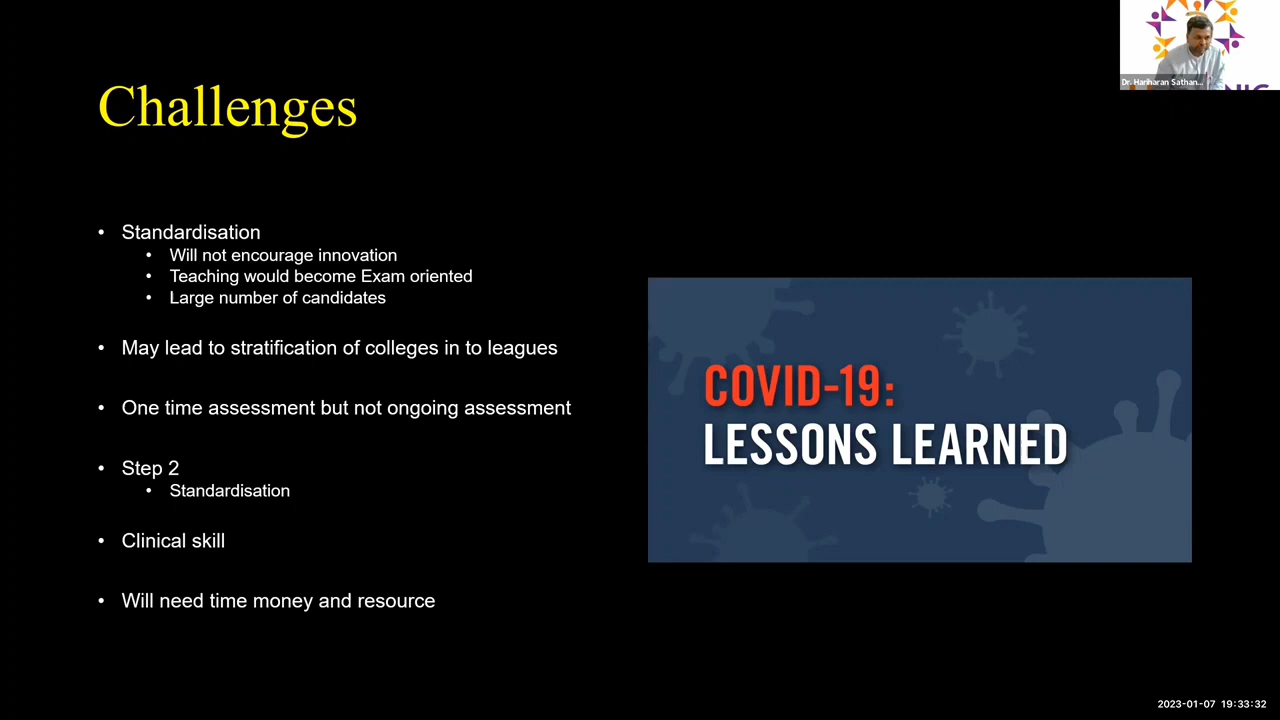 Challenges
Standardisation
Will not encourage innovation
Teaching would become Exam oriented
Large number of candidates
May lead to stratification of colleges in to leagues
One time assessment but not ongoing assessment
Step 2
Standardisation
Clinical skill
Will need time money and resource
COVID-19:
LESSONS LEARNED
Dr. Hariharan Sathan...
2023-01-07 19:33:32